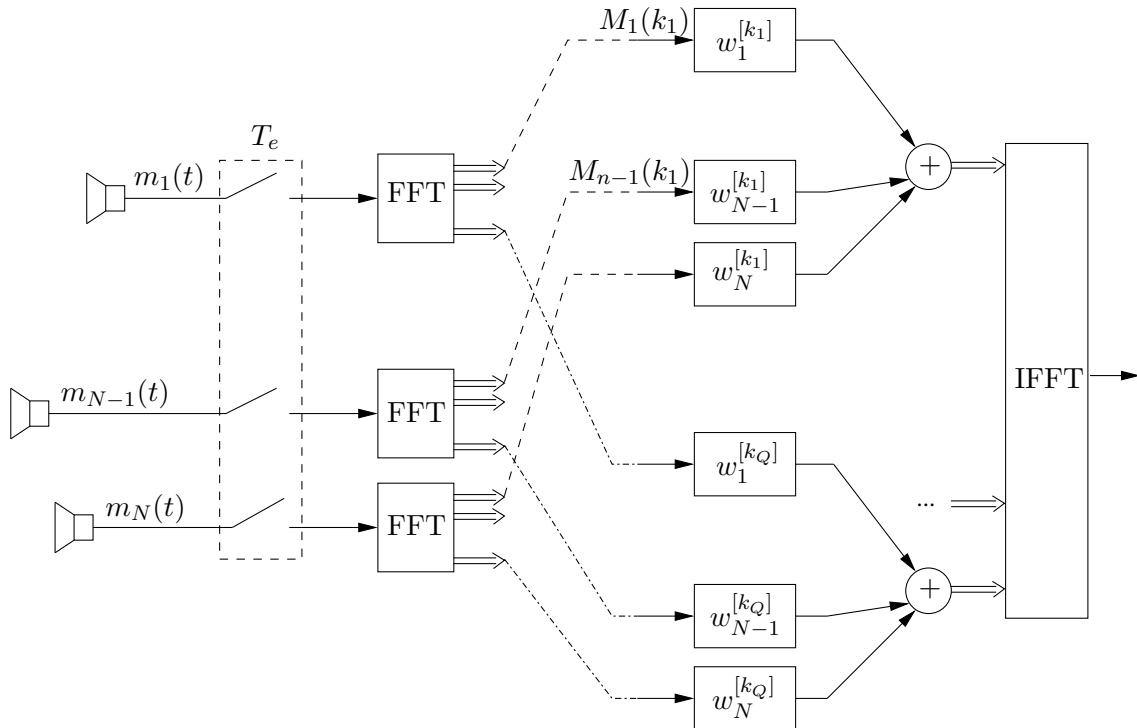 M_1(k_1)
w_1^{[k_1]}
T_e
m_1(t)
FFT
M_{n-1}(k_1)
w_{N-1}^{[k_1]}
+
w_N^{[k_1]}
m_{N-1}(t)
FFT
IFFT
w_1^{[k_Q]}
m_N(t)
FFT
...
w_{N-1}^{[k_Q]}
+
w_N^{[k_Q]}